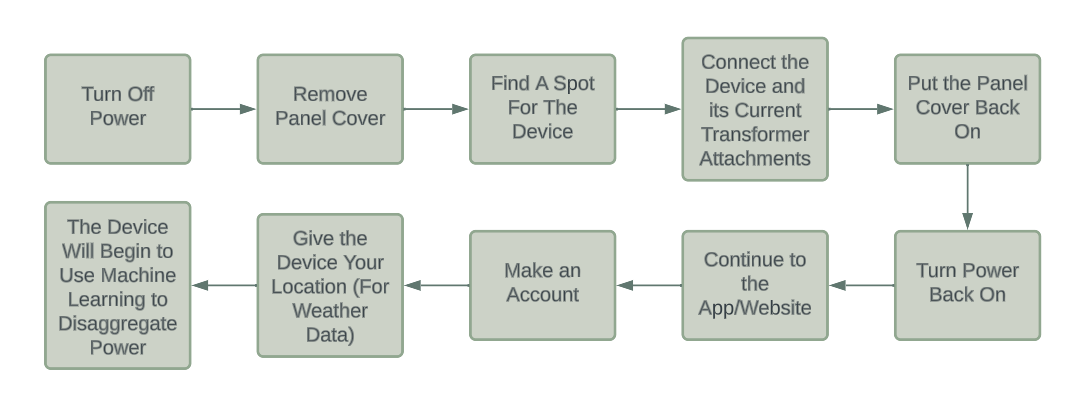 Turn Off
Power
Remove
Panel Cover
Find A Spot
For The
Device
Connect the
Device and
its Current
Transformer
Attachments
Put the Panel
Cover Back
On
Turn Power
Back On
Continue to
the
App/Website
Make an
Account
Give the
Device Your
Location (For
Weather
Data)
The Device
Will Begin to
Use Machine
Learning to
Disaggregate
Power